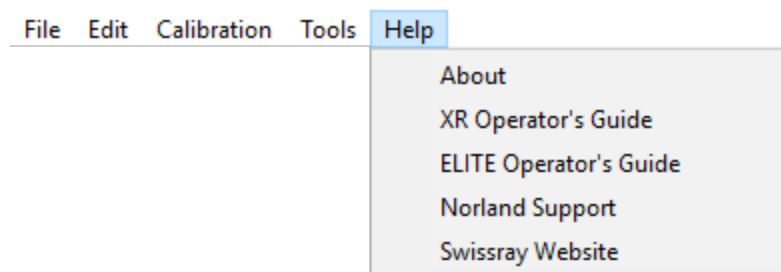 File Edit Calibration Tools Help
About
XR Operator's Guide
ELITE Operator's Guide
Norland Support
Swissray Website